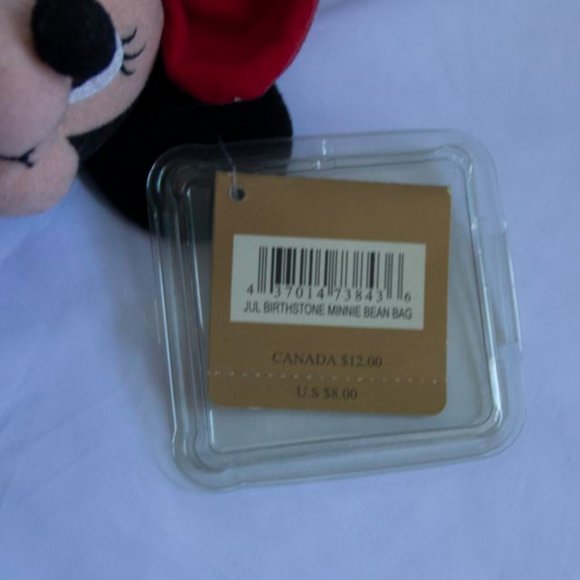 4 37014 73843 6
JUL BIRTHSTONE MINNIE BEAN BAG
CANADA $12.00
U.S $8.00